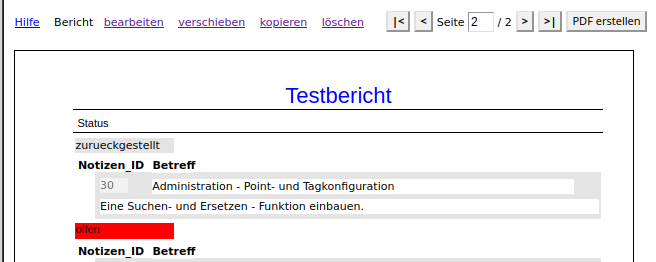 Hilfe Bericht bearbeiten verschieben kopieren löschen |< < Seite 2 / 2 > >| PDF erstellen
Testbericht
Status
zurueckgestellt
Notizen_ID Betreff
30 Administration - Point- und Tagkonfiguration
Eine Suchen- und Ersetzen - Funktion einbauen.
offen
Notizen_ID Betreff